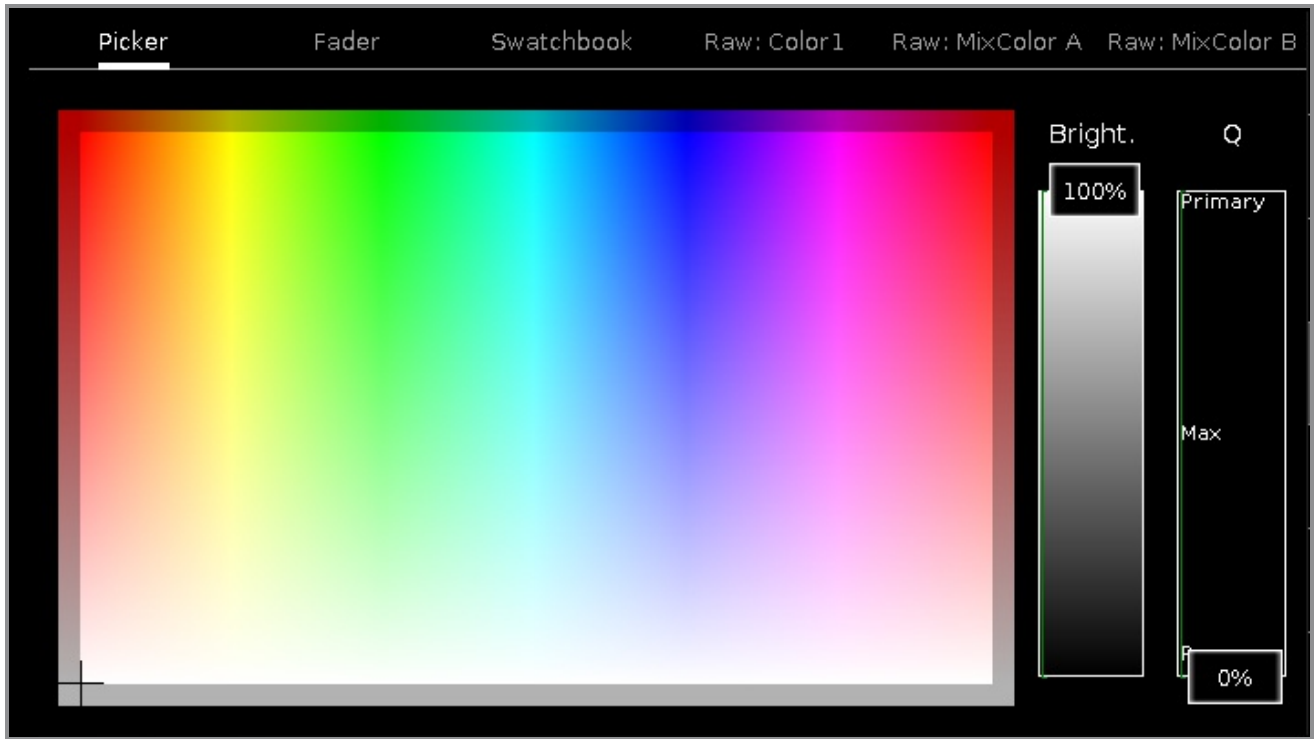 Picker Fader Swatchbook Raw: Color1 Raw: MixColor A Raw: MixColor B
Bright. Q
100%
Primary
Max
0%